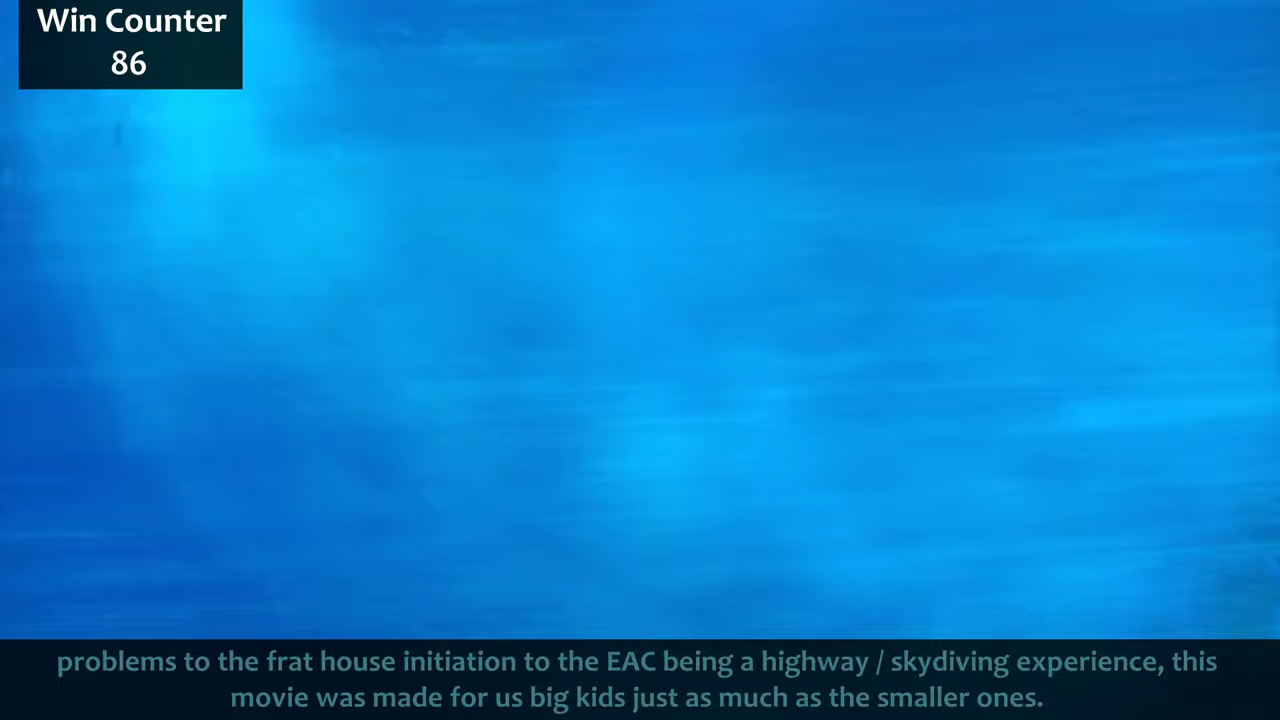 Win Counter
86
problems to the frat house initiation to the EAC being a highway / skydiving experience, this
movie was made for us big kids just as much as the smaller ones.